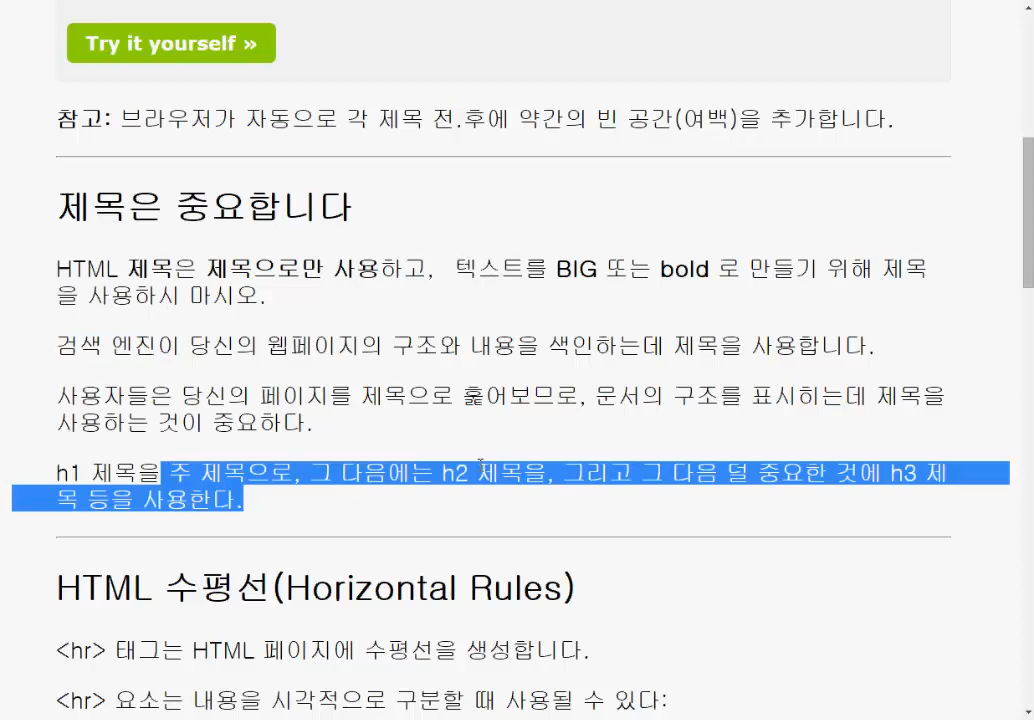 Try it yourself »
참고: 브라우저가 자동으로 각 제목 전.후에 약간의 빈 공간(여백)을 추가합니다.
제목은 중요합니다
HTML 제목은 제목으로만 사용하고, 텍스트를 BIG 또는 bold 로 만들기 위해 제목
을 사용하시 마시오.
검색 엔진이 당신의 웹페이지의 구조와 내용을 색인하는데 제목을 사용합니다.
사용자들은 당신의 페이지를 제목으로 훑어보므로, 문서의 구조를 표시하는데 제목을
사용하는 것이 중요하다.
h1 제목을 주 제목으로, 그 다음에는 h2 제목을, 그리고 그 다음 덜 중요한 것에 h3 제
목 등을 사용한다.
HTML 수평선(Horizontal Rules)
<hr> 태그는 HTML 페이지에 수평선을 생성합니다.
<hr> 요소는 내용을 시각적으로 구분할 때 사용될 수 있다: